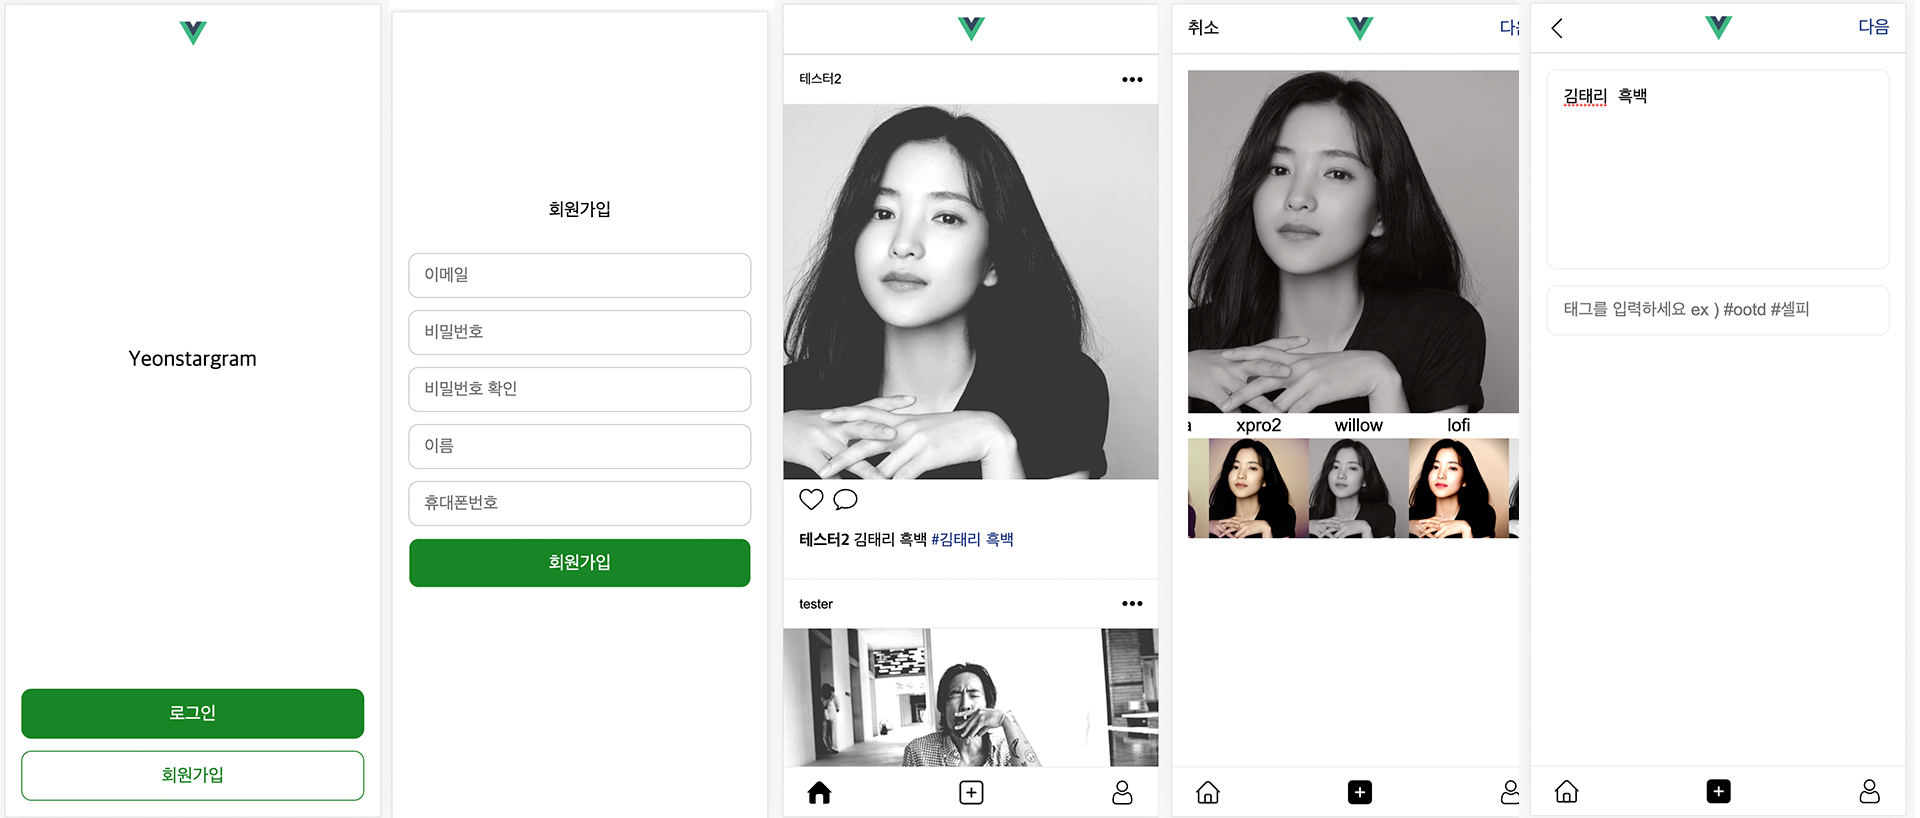 Yeonstargram
로그인
회원가입
회원가입
이메일
비밀번호
비밀번호 확인
이름
휴대폰번호
회원가입
테스터2
테스터2 김태리 흑백 #김태리 흑백
tester
취소
xpro2 willow lofi
다음
김태리 흑백
태그를 입력하세요 ex ) #ootd #셀피